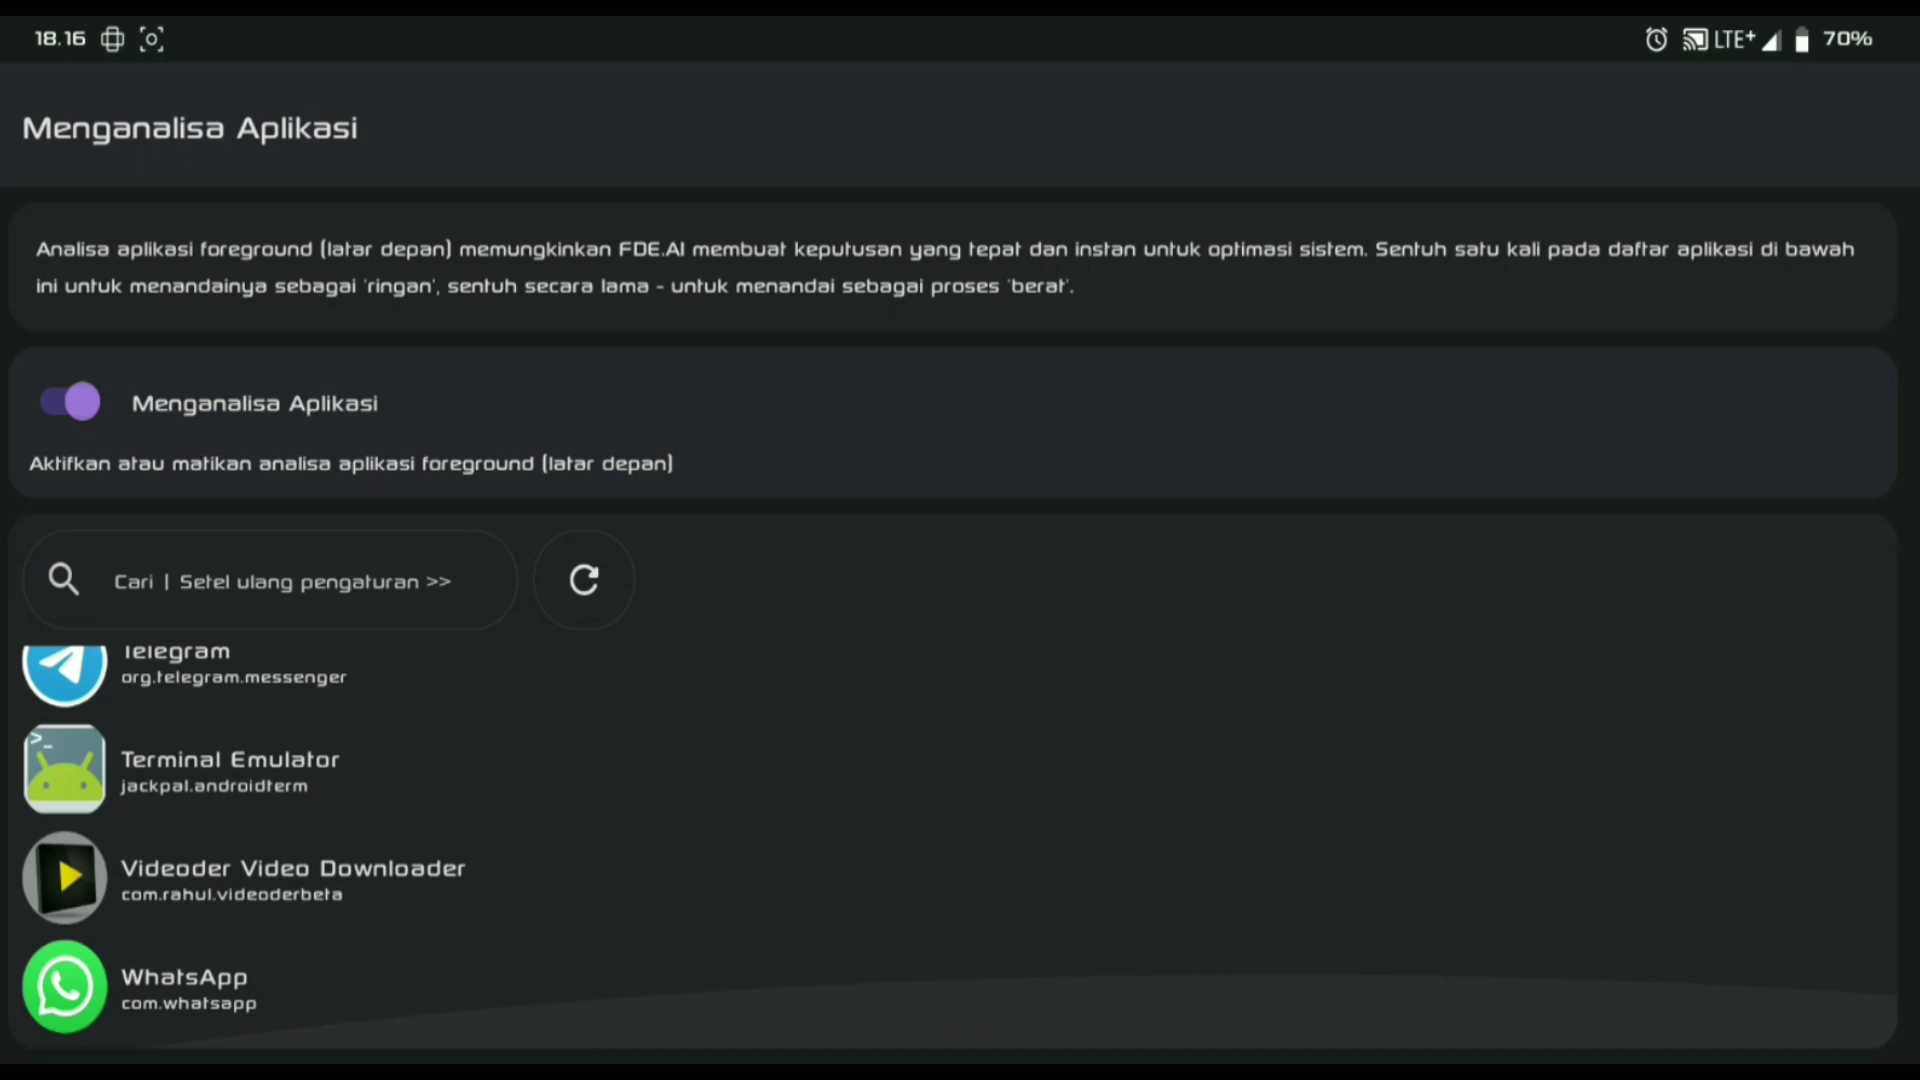 18.16
LTE+ 70%
Menganalisa Aplikasi
Analisa aplikasi foreground (latar depan) memungkinkan FDE.AI membuat keputusan yang tepat dan instan untuk optimasi sistem. Sentuh satu kali pada daftar aplikasi di bawah
ini untuk menandainya sebagai 'ringan', sentuh secara lama - untuk menandai sebagai proses 'berat'.
Menganalisa Aplikasi
Aktifkan atau matikan analisa aplikasi foreground (latar depan)
Cari | Setel ulang pengaturan >>
Telegram
org.telegram.messenger
Terminal Emulator
jackpal.androidterm
Videoder Video Downloader
com.rahul.videoderbeta
WhatsApp
com.whatsapp